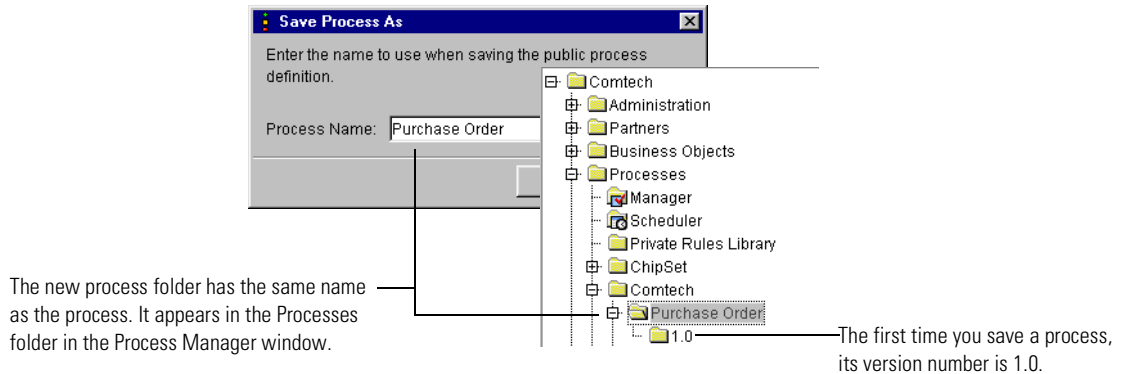 Save Process As
Enter the name to use when saving the public process
definition.
Process Name: Purchase Order
Comtech
Administration
Partners
Business Objects
Processes
Manager
Scheduler
Private Rules Library
ChipSet
Comtech
Purchase Order
1.0
The new process folder has the same name
as the process. It appears in the Processes
folder in the Process Manager window.
The first time you save a process,
its version number is 1.0.